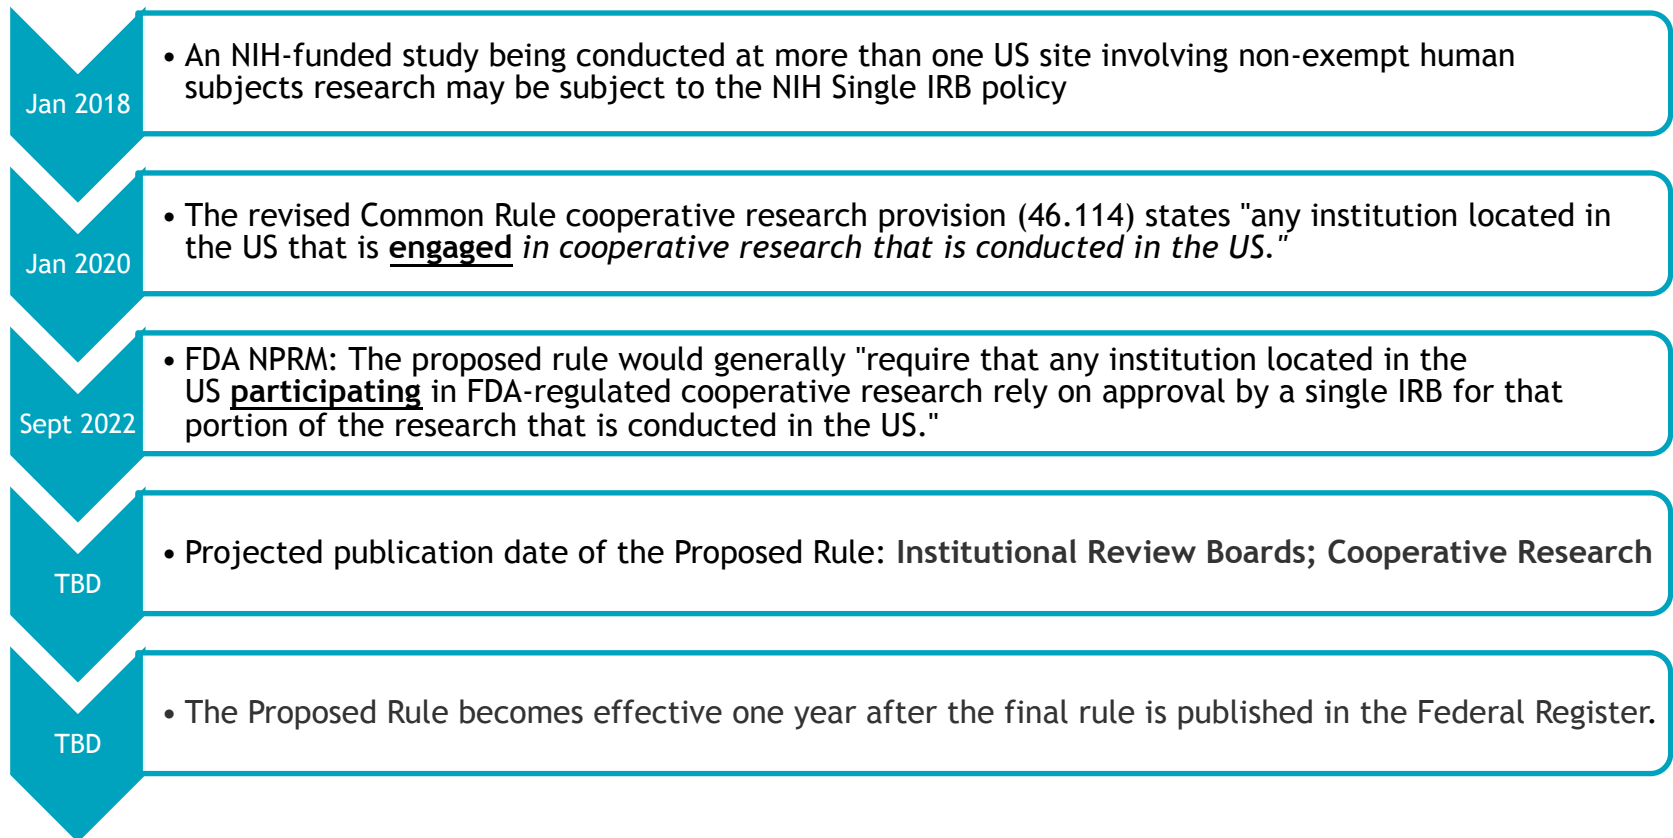 Jan 2018
• An NIH-funded study being conducted at more than one US site involving non-exempt human
subjects research may be subject to the NIH Single IRB policy
Jan 2020
• The revised Common Rule cooperative research provision (46.114) states "any institution located in
the US that is engaged in cooperative research that is conducted in the US."
Sept 2022
• FDA NPRM: The proposed rule would generally "require that any institution located in the
US participating in FDA-regulated cooperative research rely on approval by a single IRB for that
portion of the research that is conducted in the US."
TBD
• Projected publication date of the Proposed Rule: Institutional Review Boards; Cooperative Research
TBD
• The Proposed Rule becomes effective one year after the final rule is published in the Federal Register.